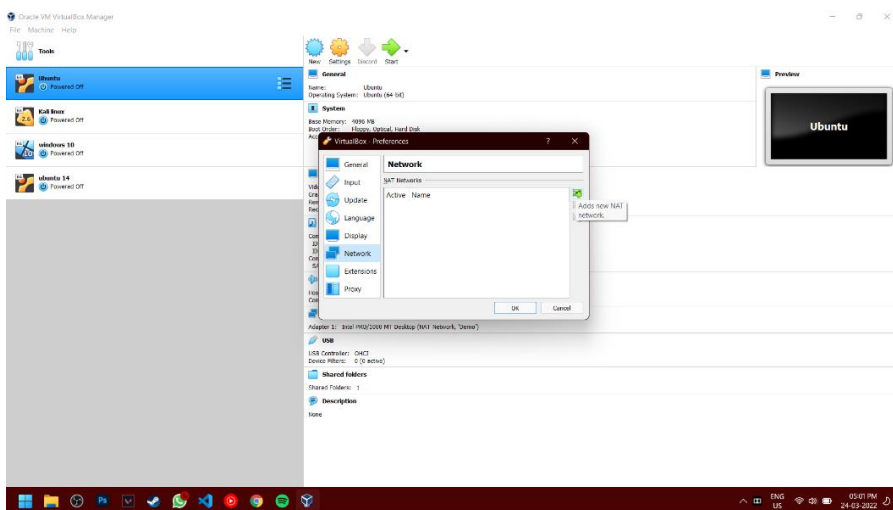 Oracle VM VirtualBox Manager
File Machine Help
Tools
New Settings Discard Start
Ubuntu
Powered Off
Kali linux
Powered Off
windows 10
Powered Off
ubuntu 14
Powered Off
General
Name: Ubuntu
Operating System: Ubuntu (64-bit)
System
Base Memory: 4096 MB
Boot Order: Floppy, Optical, Hard Disk
Preview
Ubuntu
VirtualBox - Preferences ? ×
General
Input
Update
Language
Display
Network
Extensions
Proxy
Network
NAT Networks
Active Name
Adds new NAT
network.
OK Cancel
Adapter 1: Intel PRO/1000 MT Desktop (NAT Network, 'Demo')
USB
USB Controller: OHCI
Device Filters: 0 (0 active)
Shared folders
Shared Folders: 1
Description
None
Ps
ENG
US
05:01 PM
24-03-2022